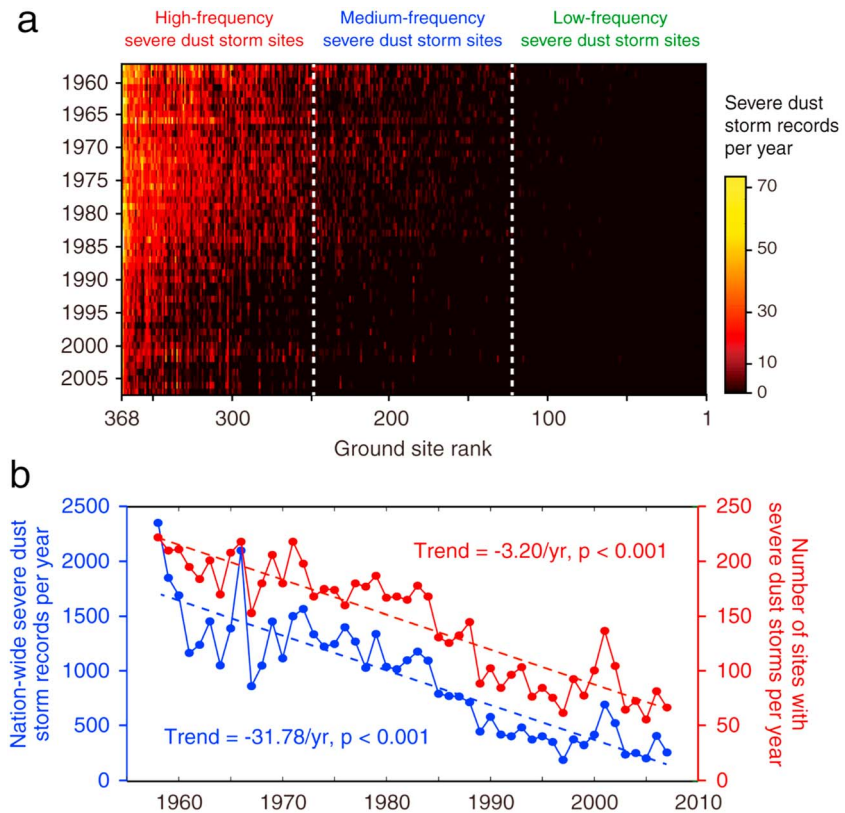 a
High-frequency
severe dust storm sites
Medium-frequency
severe dust storm sites
Low-frequency
severe dust storm sites
1960
1965
1970
1975
1980
1985
1990
1995
2000
2005
368
300
200
100
1
Ground site rank
Severe dust
storm records
per year
70
50
30
10
0
b
Nation-wide severe dust
storm records per year
2500
2000
1500
1000
500
0
Trend = -3.20/yr, p < 0.001
Trend = -31.78/yr, p < 0.001
250
200
150
100
50
0
Number of sites with
severe dust storms per year
1960
1970
1980
1990
2000
2010